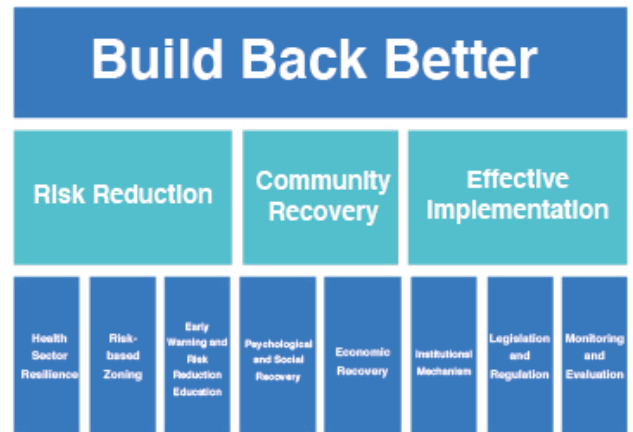 Build Back Better
Risk Reduction
Community
Recovery
Effective
Implementation
Health
Sector
Resilience
Risk-
based
Zoning
Early
Warning and
Risk
Reduction
Education
Psychological
and Social
Recovery
Economic
Recovery
Institutional
Mechanism
Legislation
and
Regulation
Monitoring
and
Evaluation